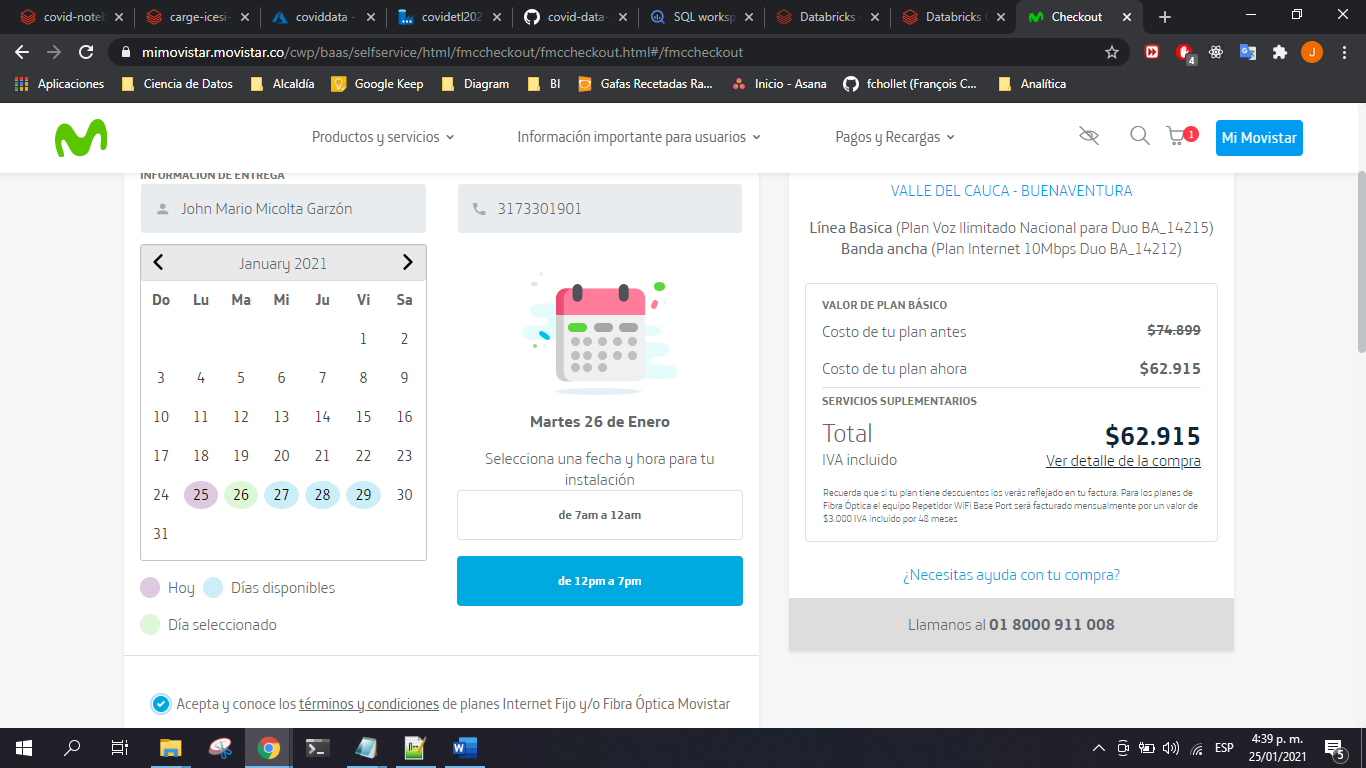 covid-noteb
carge-icesi-
coviddata -
covidetl202
covid-data-
SQL worksp
Databricks -
Databricks
Checkout
mimovistar.movistar.co/cwp/baas/selfservice/html/fmccheckout/fmccheckout.html#/fmccheckout
J
4
Aplicaciones
Ciencia de Datos
Alcaldía
Google Keep
Diagram
BI
Gafas Recetadas Ra...
Inicio - Asana
fchollet (François C...
Analítica
Productos y servicios
Información importante para usuarios
Pagos y Recargas
1
Mi Movistar
INFORMACIÓN DE ENTREGA
John Mario Micolta Garzón
3173301901
January 2021
Do Lu Ma Mi Ju Vi Sa
1 2
3 4 5 6 7 8 9
10 11 12 13 14 15 16
17 18 19 20 21 22 23
24 25 26 27 28 29 30
31
Hoy
Días disponibles
Día seleccionado
Martes 26 de Enero
Selecciona una fecha y hora para tu
instalación
de 7am a 12am
de 12pm a 7pm
Acepta y conoce los términos y condiciones de planes Internet Fijo y/o Fibra Óptica Movistar
VALLE DEL CAUCA - BUENAVENTURA
Línea Basica (Plan Voz Ilimitado Nacional para Duo BA_14215)
Banda ancha (Plan Internet 10Mbps Duo BA_14212)
VALOR DE PLAN BÁSICO
Costo de tu plan antes $74.899
Costo de tu plan ahora $62.915
SERVICIOS SUPLEMENTARIOS
Total $62.915
IVA incluido Ver detalle de la compra
Recuerda que si tu plan tiene descuentos los verás reflejado en tu factura. Para los planes de
Fibra Óptica el equipo Repetidor WiFi Base Port será facturado mensualmente por un valor de
$3.000 IVA incluido por 48 meses
¿Necesitas ayuda con tu compra?
Llamanos al 01 8000 911 008
ESP
4:39 p. m.
25/01/2021
5